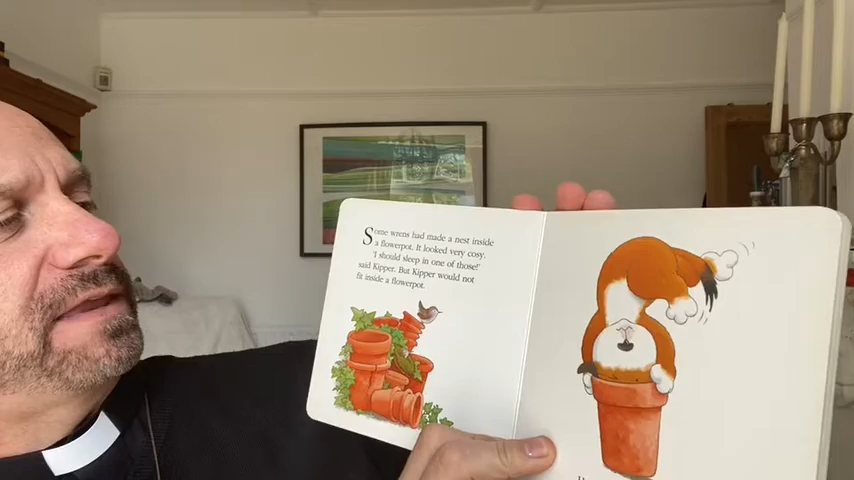 Some wrens had made a nest inside
a flowerpot. It looked very cosy.
"I should sleep in one of those!"
said Kipper. But Kipper would not
fit inside a flowerpot.